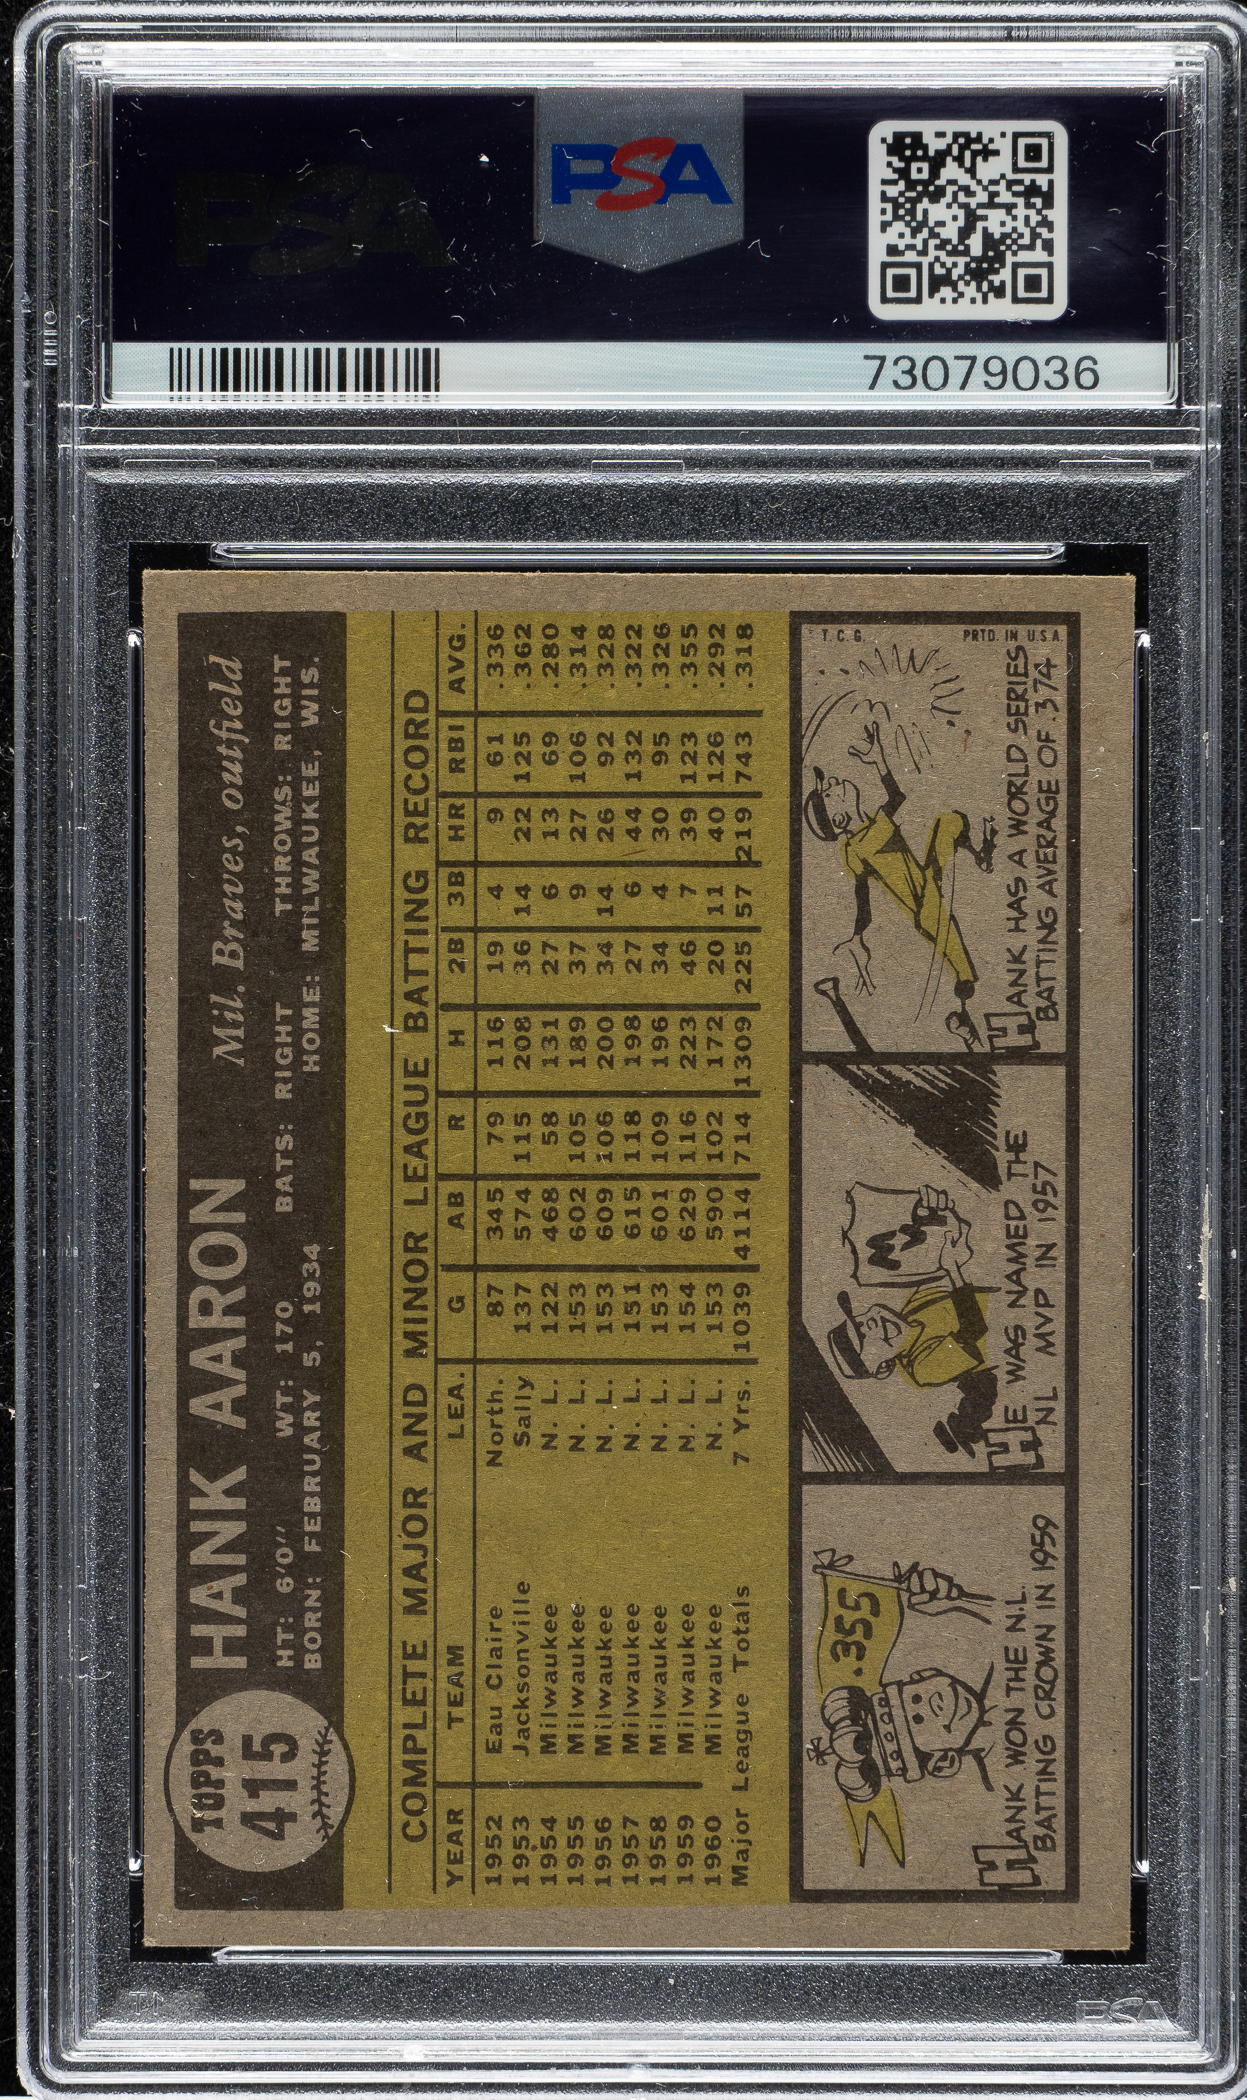 PSA
PSA
73079036
TOPPS
415
HANK AARON
Mil. Braves, outfield
HT: 6'0'' WT: 170 BATS: RIGHT THROWS: RIGHT
BORN: FEBRUARY 5, 1934 HOME: MILWAUKEE, WIS.
COMPLETE MAJOR AND MINOR LEAGUE BATTING RECORD
YEAR TEAM LEA. G AB R H 2B 3B HR RBI AVG.
1952 Eau Claire North. 87 345 79 116 19 4 9 61 .336
1953 Jacksonville Sally 137 574 115 208 36 14 22 125 .362
1954 Milwaukee N. L. 122 468 58 131 27 6 13 69 .280
1955 Milwaukee N. L. 153 602 105 189 37 9 27 106 .314
1956 Milwaukee N. L. 153 609 106 200 34 14 26 92 .328
1957 Milwaukee N. L. 151 615 118 198 27 6 44 132 .322
1958 Milwaukee N. L. 153 601 109 196 34 4 30 95 .326
1959 Milwaukee N. L. 154 629 116 223 46 7 39 123 .355
1960 Milwaukee N. L. 153 590 102 172 20 11 40 126 .292
Major League Totals 7 Yrs. 1039 4114 714 1309 225 57 219 743 .318
.355
HANK WON THE N.L.
BATTING CROWN IN 1959
HE WAS NAMED THE
NL MVP IN 1957
T. C. G.
PRTD. IN U.S.A.
HANK HAS A WORLD SERIES
BATTING AVERAGE OF .374
PSA